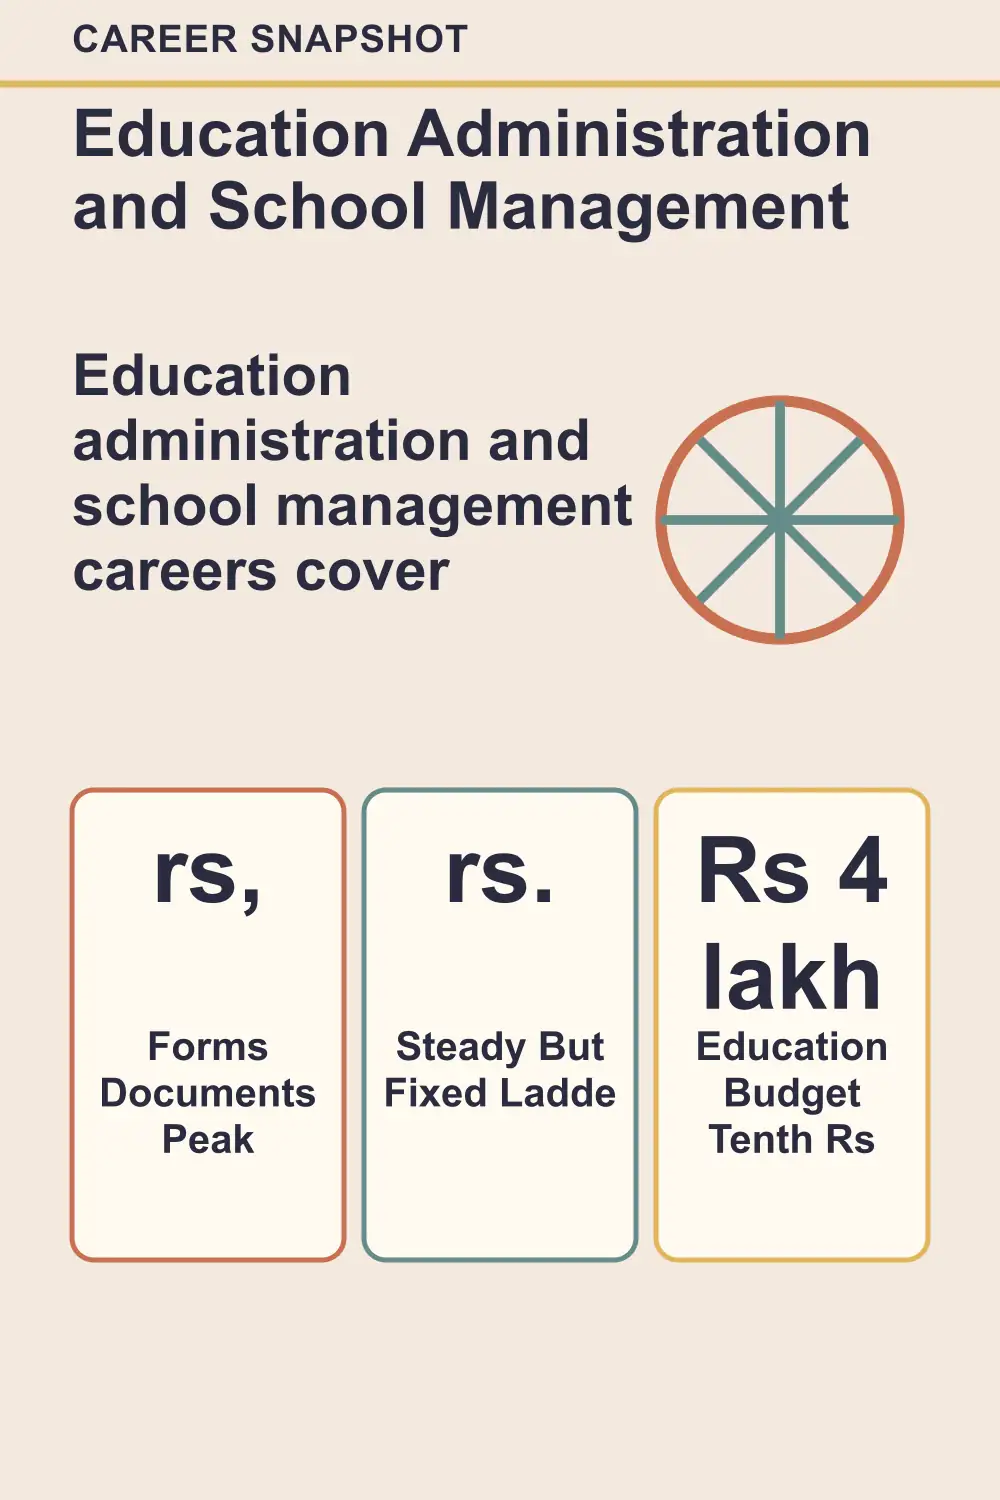 CAREER SNAPSHOT
Education Administration
and School Management
Education
administration and
school management
careers cover
rs,
Forms
Documents
Peak
rs.
Steady But
Fixed Ladde
Rs 4
lakh
Education
Budget
Tenth Rs